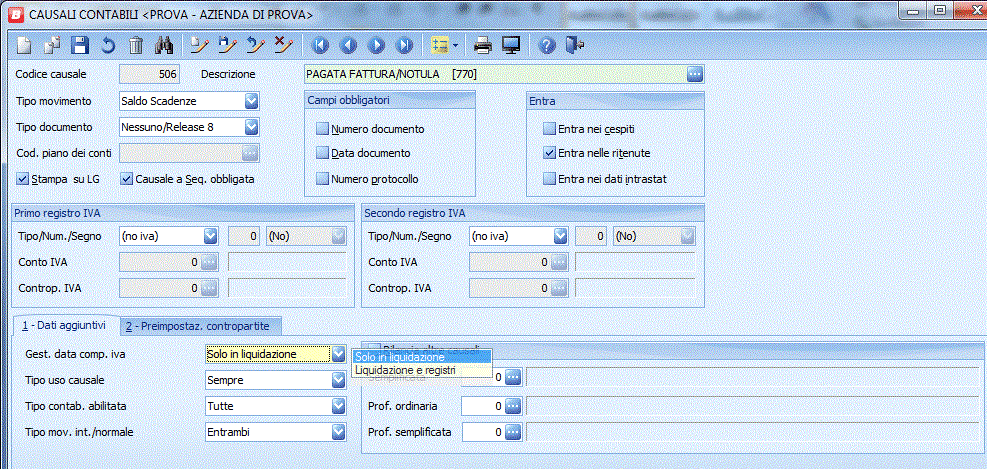 CAUSALI CONTABILI <PROVA - AZIENDA DI PROVA>
Codice causale 506 Descrizione PAGATA FATTURA/NOTULA [770]
Tipo movimento Saldo Scadenze
Campi obbligatori
Entra
Tipo documento Nessuno/Release 8
Numero documento
Entra nei cespiti
Cod. piano dei conti
Data documento
Entra nelle ritenute
Stampa su LG
Causale a Seq. obbligata
Numero protocollo
Entra nei dati intrastat
Primo registro IVA
Secondo registro IVA
Tipo/Num./Segno (no iva) 0 (No)
Tipo/Num./Segno (no iva) 0 (No)
Conto IVA 0
Conto IVA 0
Controp. IVA 0
Controp. IVA 0
1 - Dati aggiuntivi
2 - Preimpostaz. contropartite
Gest. data comp. iva Solo in liquidazione
Solo in liquidazione
Liquidazione e registri
Tipo uso causale Sempre
Semplificata 0
Tipo contab. abilitata Tutte
Prof. ordinaria 0
Tipo mov. int./normale Entrambi
Prof. semplificata 0